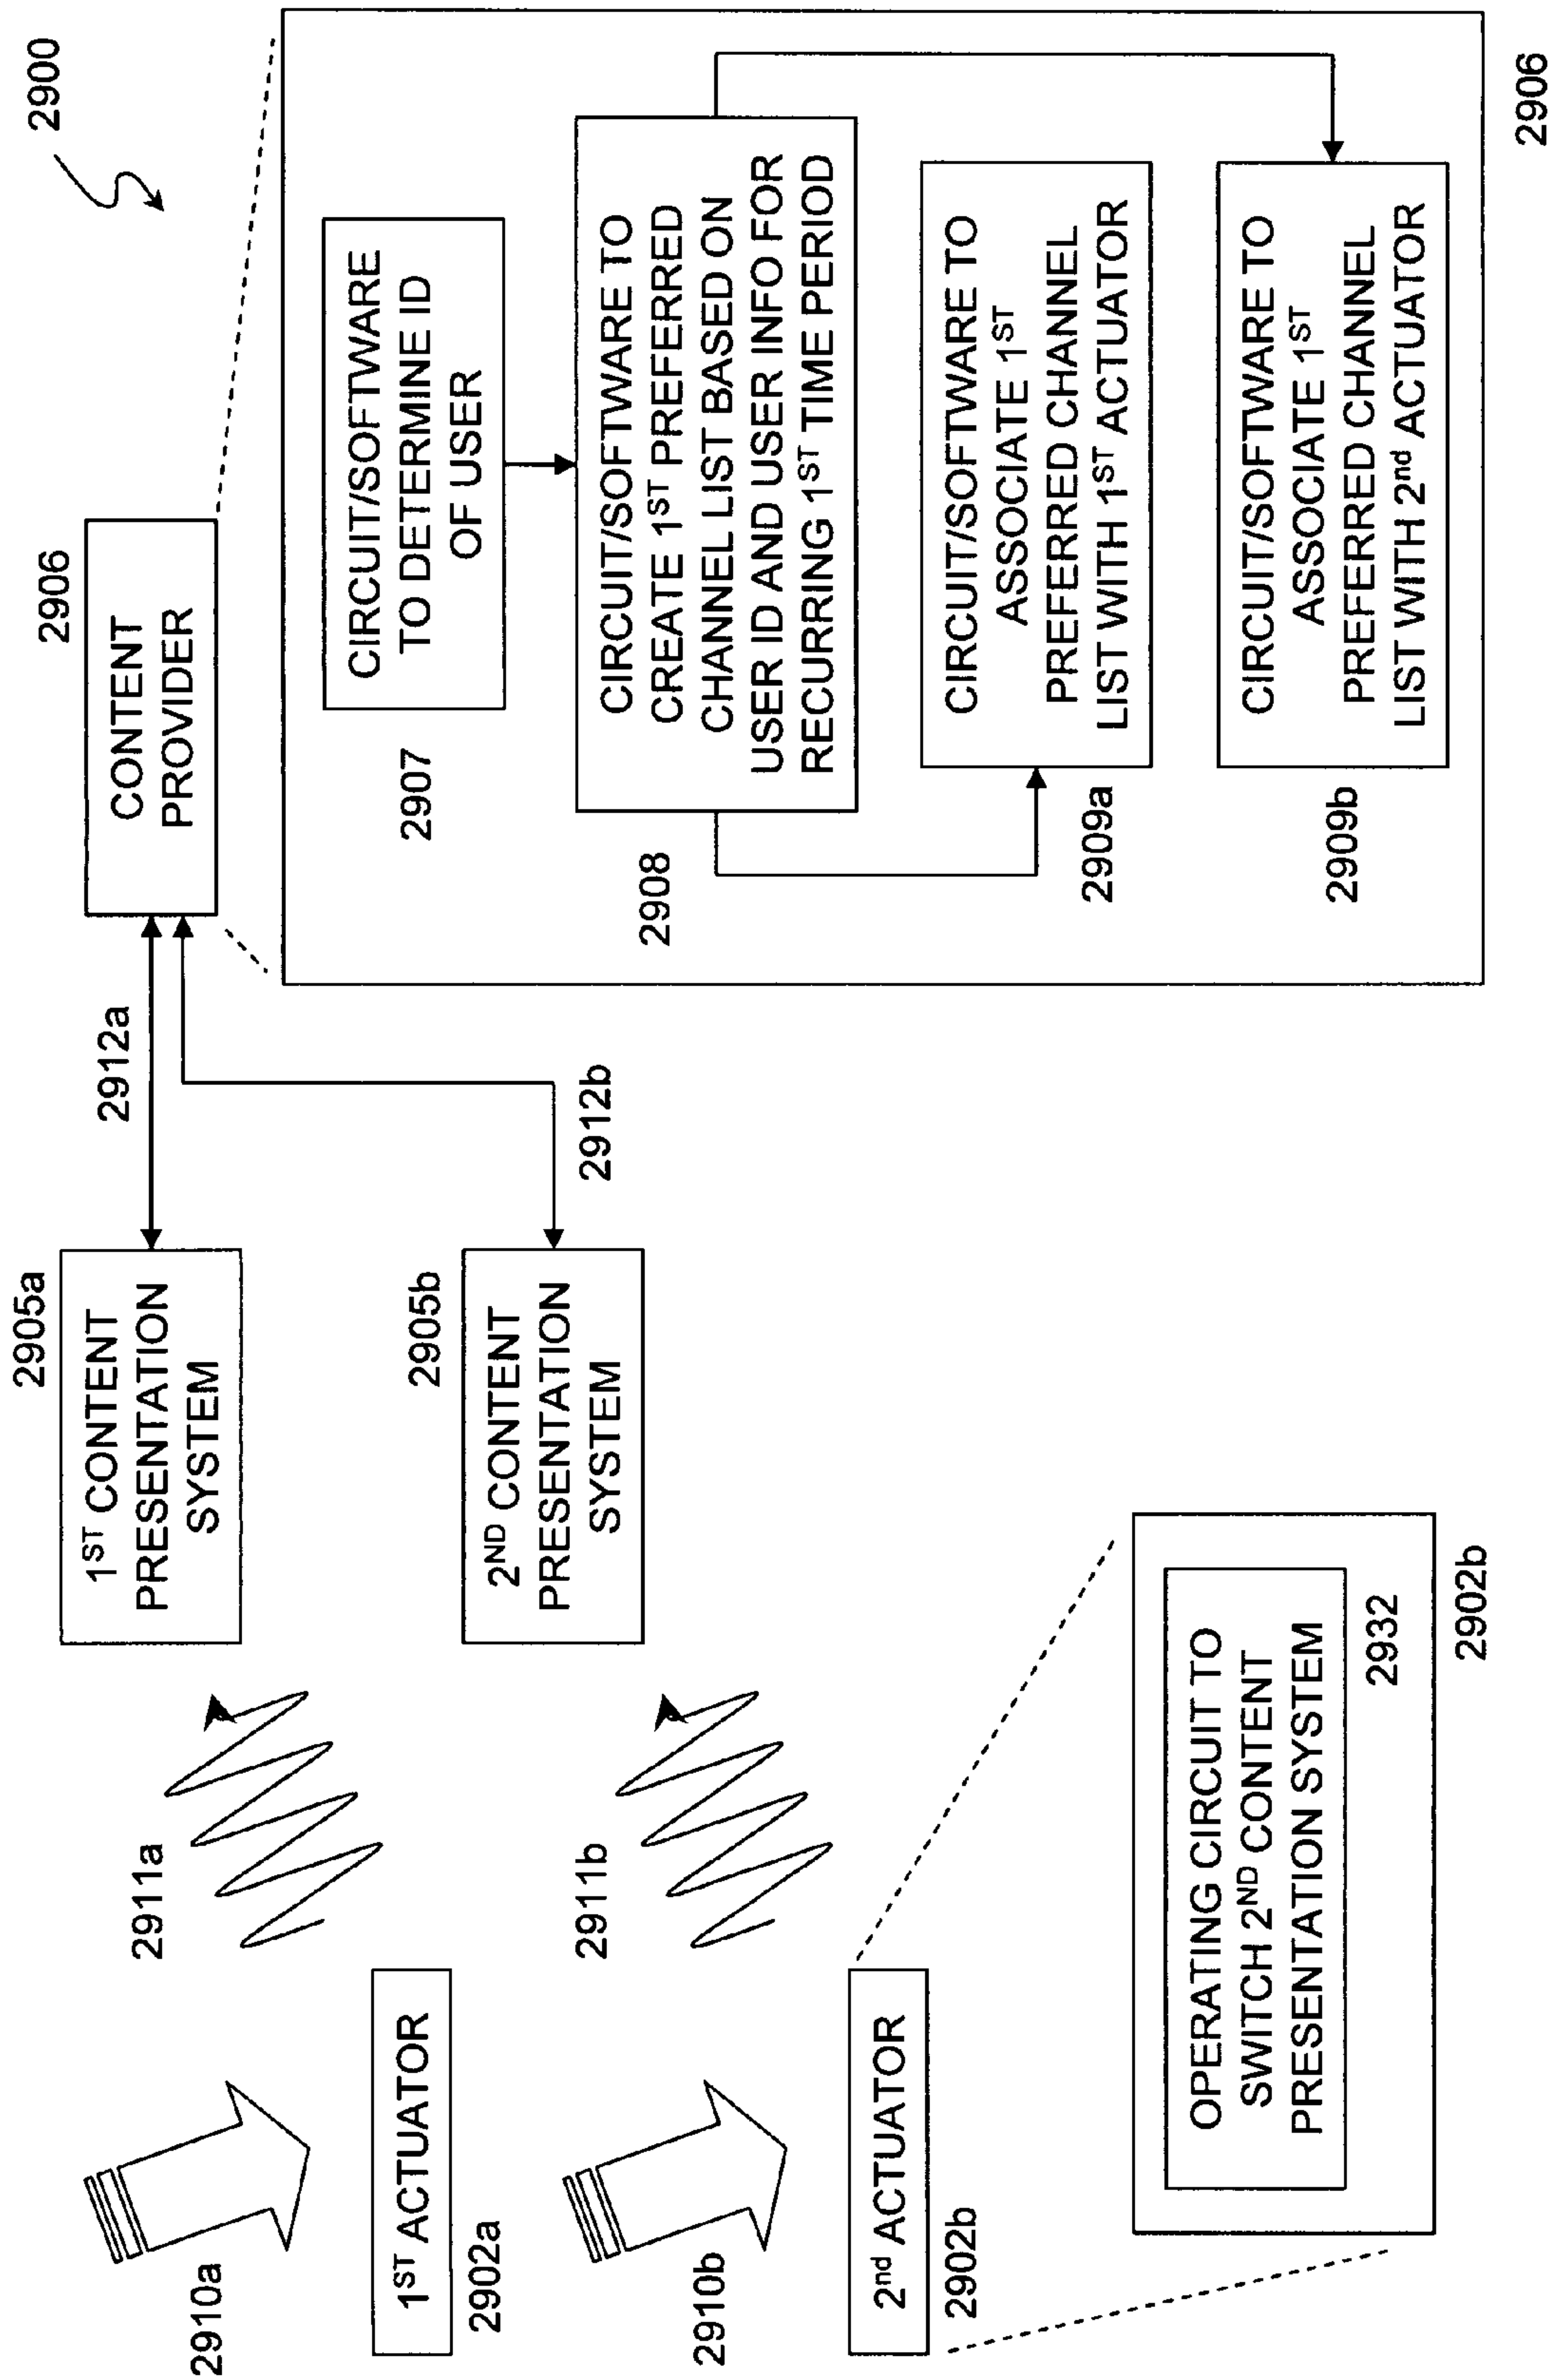 2900
2910a
1ST ACTUATOR
2902a
2911a
2905a
1ST CONTENT
PRESENTATION
SYSTEM
2912a
2906
CONTENT
PROVIDER
2910b
2nd ACTUATOR
2902b
2911b
2905b
2ND CONTENT
PRESENTATION
SYSTEM
2912b
OPERATING CIRCUIT TO
SWITCH 2ND CONTENT
PRESENTATION SYSTEM
2932
2902b
CIRCUIT/SOFTWARE
TO DETERMINE ID
OF USER
2907
CIRCUIT/SOFTWARE TO
CREATE 1ST PREFERRED
CHANNEL LIST BASED ON
USER ID AND USER INFO FOR
RECURRING 1ST TIME PERIOD
2908
CIRCUIT/SOFTWARE TO
ASSOCIATE 1ST
PREFERRED CHANNEL
LIST WITH 1ST ACTUATOR
2909a
CIRCUIT/SOFTWARE TO
ASSOCIATE 1ST
PREFERRED CHANNEL
LIST WITH 2nd ACTUATOR
2909b
2906